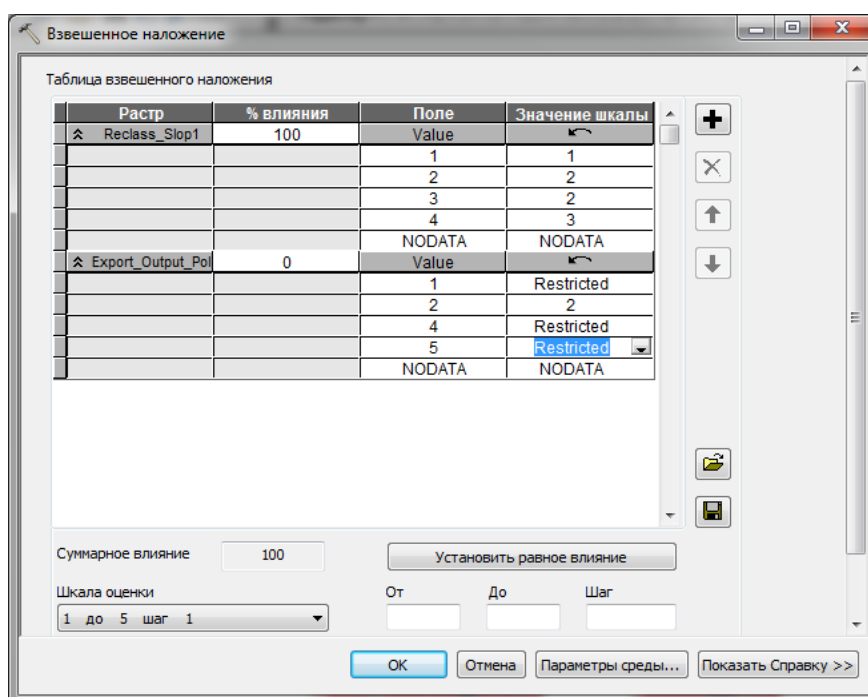 Взвешенное наложение
Таблица взвешенного наложения
Растр % влияния Поле Значение шкалы
Reclass_Slop1 100 Value
1 1
2 2
3 2
4 3
NODATA NODATA
Export_Output_Pol 0 Value
1 Restricted
2 2
4 Restricted
5 Restricted
NODATA NODATA
Суммарное влияние 100 Установить равное влияние
Шкала оценки От До Шаг
1 до 5 шаг 1
OK Отмена Параметры среды... Показать Справку >>